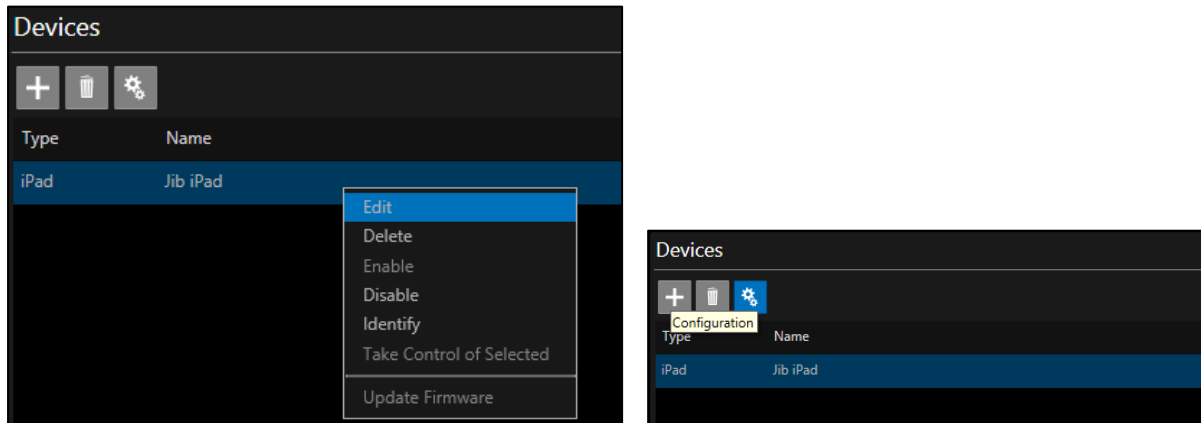 Devices
Type Name
iPad Jib iPad
Edit
Delete
Enable
Disable
Identify
Take Control of Selected
Update Firmware
Devices
Configuration
Type Name
iPad Jib iPad